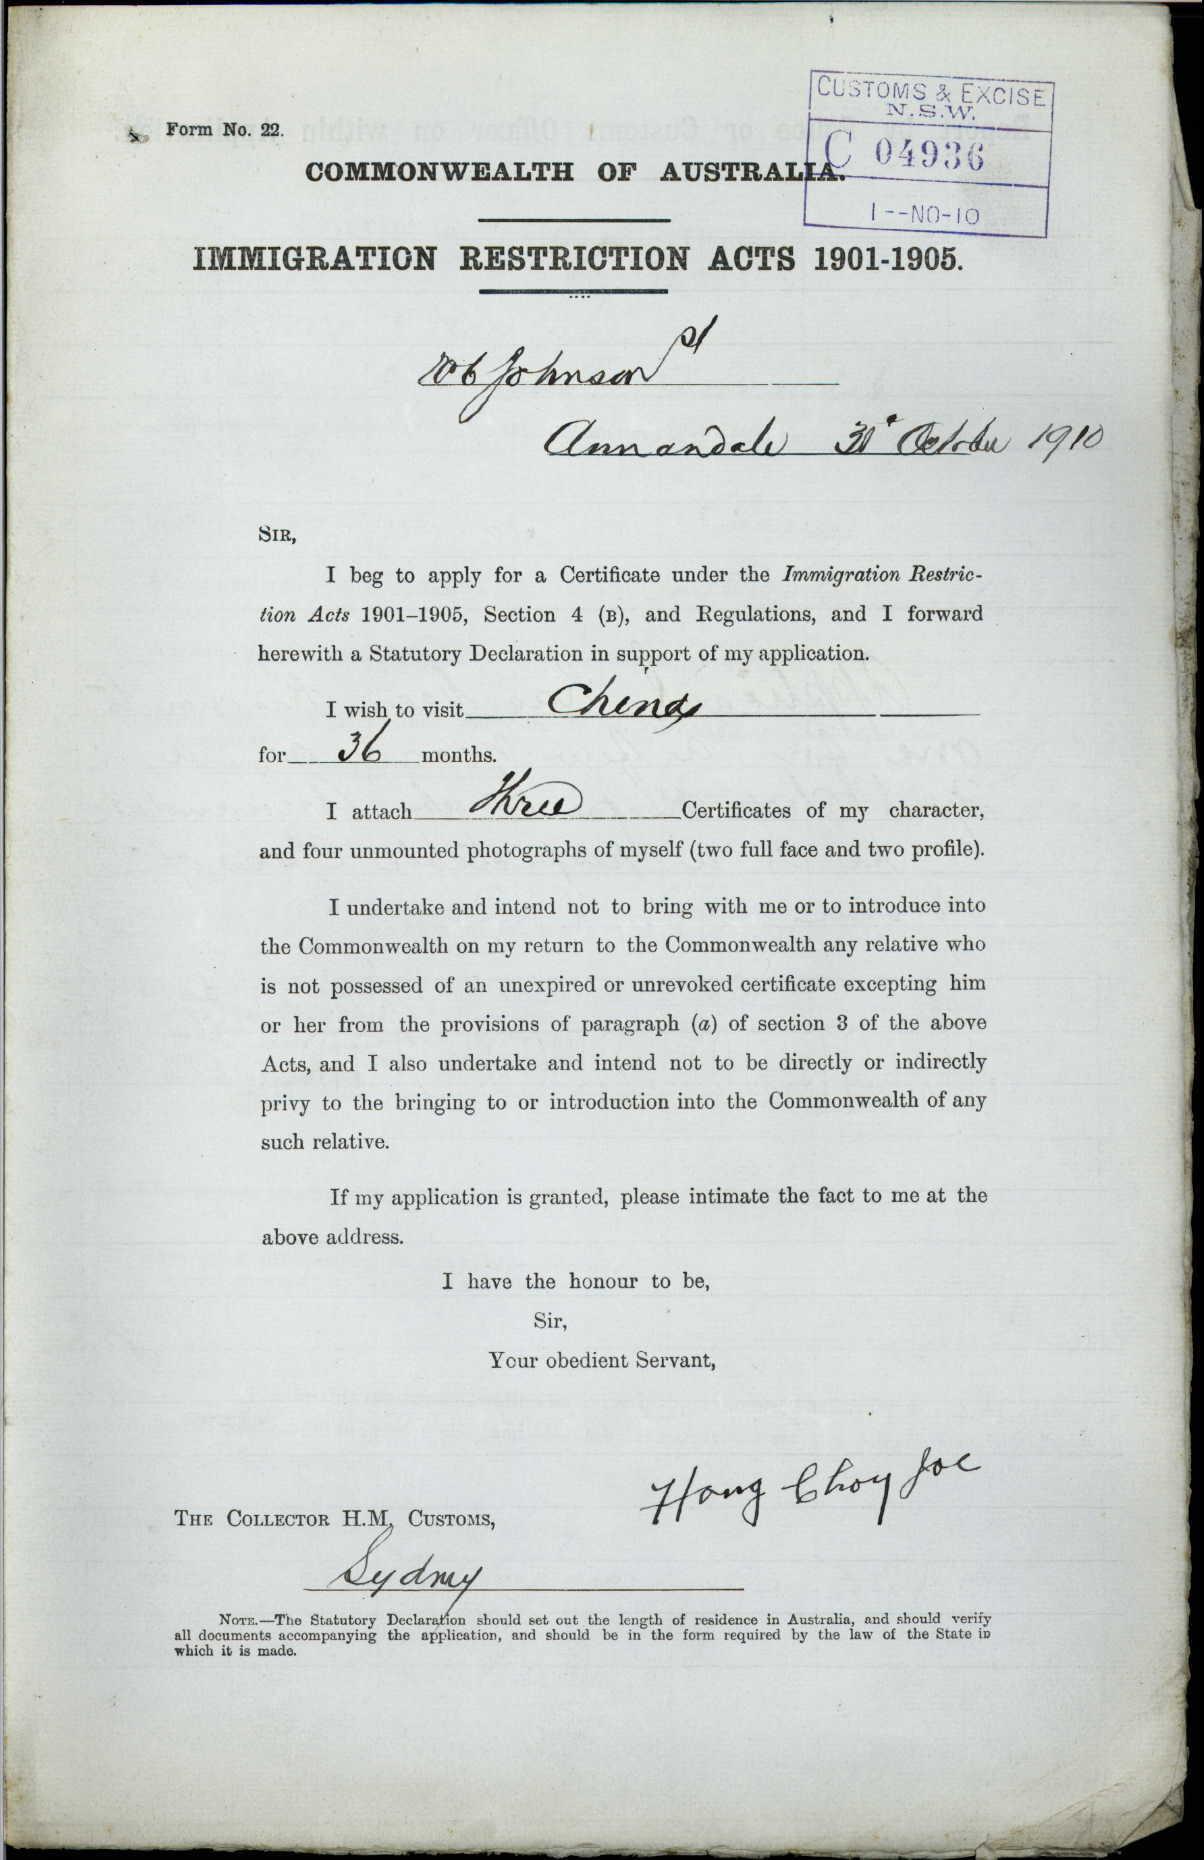 Form No. 22.
CUSTOMS & EXCISE
N.S.W.
C 04936
1--NO-10
COMMONWEALTH OF AUSTRALIA.
IMMIGRATION RESTRICTION ACTS 1901-1905.
Johnson St
Annandale October 1910
SIR,
I beg to apply for a Certificate under the Immigration Restric-
tion Acts 1901–1905, Section 4 (B), and Regulations, and I forward
herewith a Statutory Declaration in support of my application.
I wish to visit China
for 36 months.
I attach Three Certificates of my character,
and four unmounted photographs of myself (two full face and two profile).
I undertake and intend not to bring with me or to introduce into
the Commonwealth on my return to the Commonwealth any relative who
is not possessed of an unexpired or unrevoked certificate excepting him
or her from the provisions of paragraph (a) of section 3 of the above
Acts, and I also undertake and intend not to be directly or indirectly
privy to the bringing to or introduction into the Commonwealth of any
such relative.
If my application is granted, please intimate the fact to me at the
above address.
I have the honour to be,
Sir,
Your obedient Servant,
Hong Choy Joe
THE COLLECTOR H.M. CUSTOMS,
Sydney
NOTE.—The Statutory Declaration should set out the length of residence in Australia, and should verify
all documents accompanying the application, and should be in the form required by the law of the State in
which it is made.